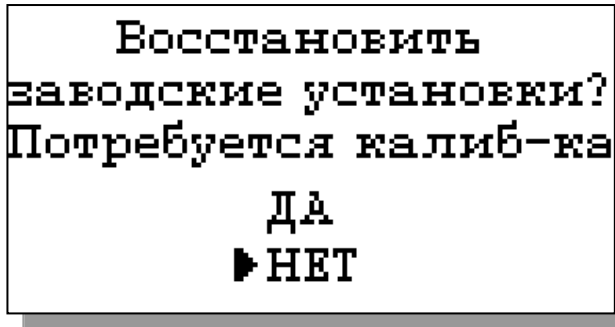 Восстановить
заводские установки?
Потребуется калиб-ка
ДА
НЕТ